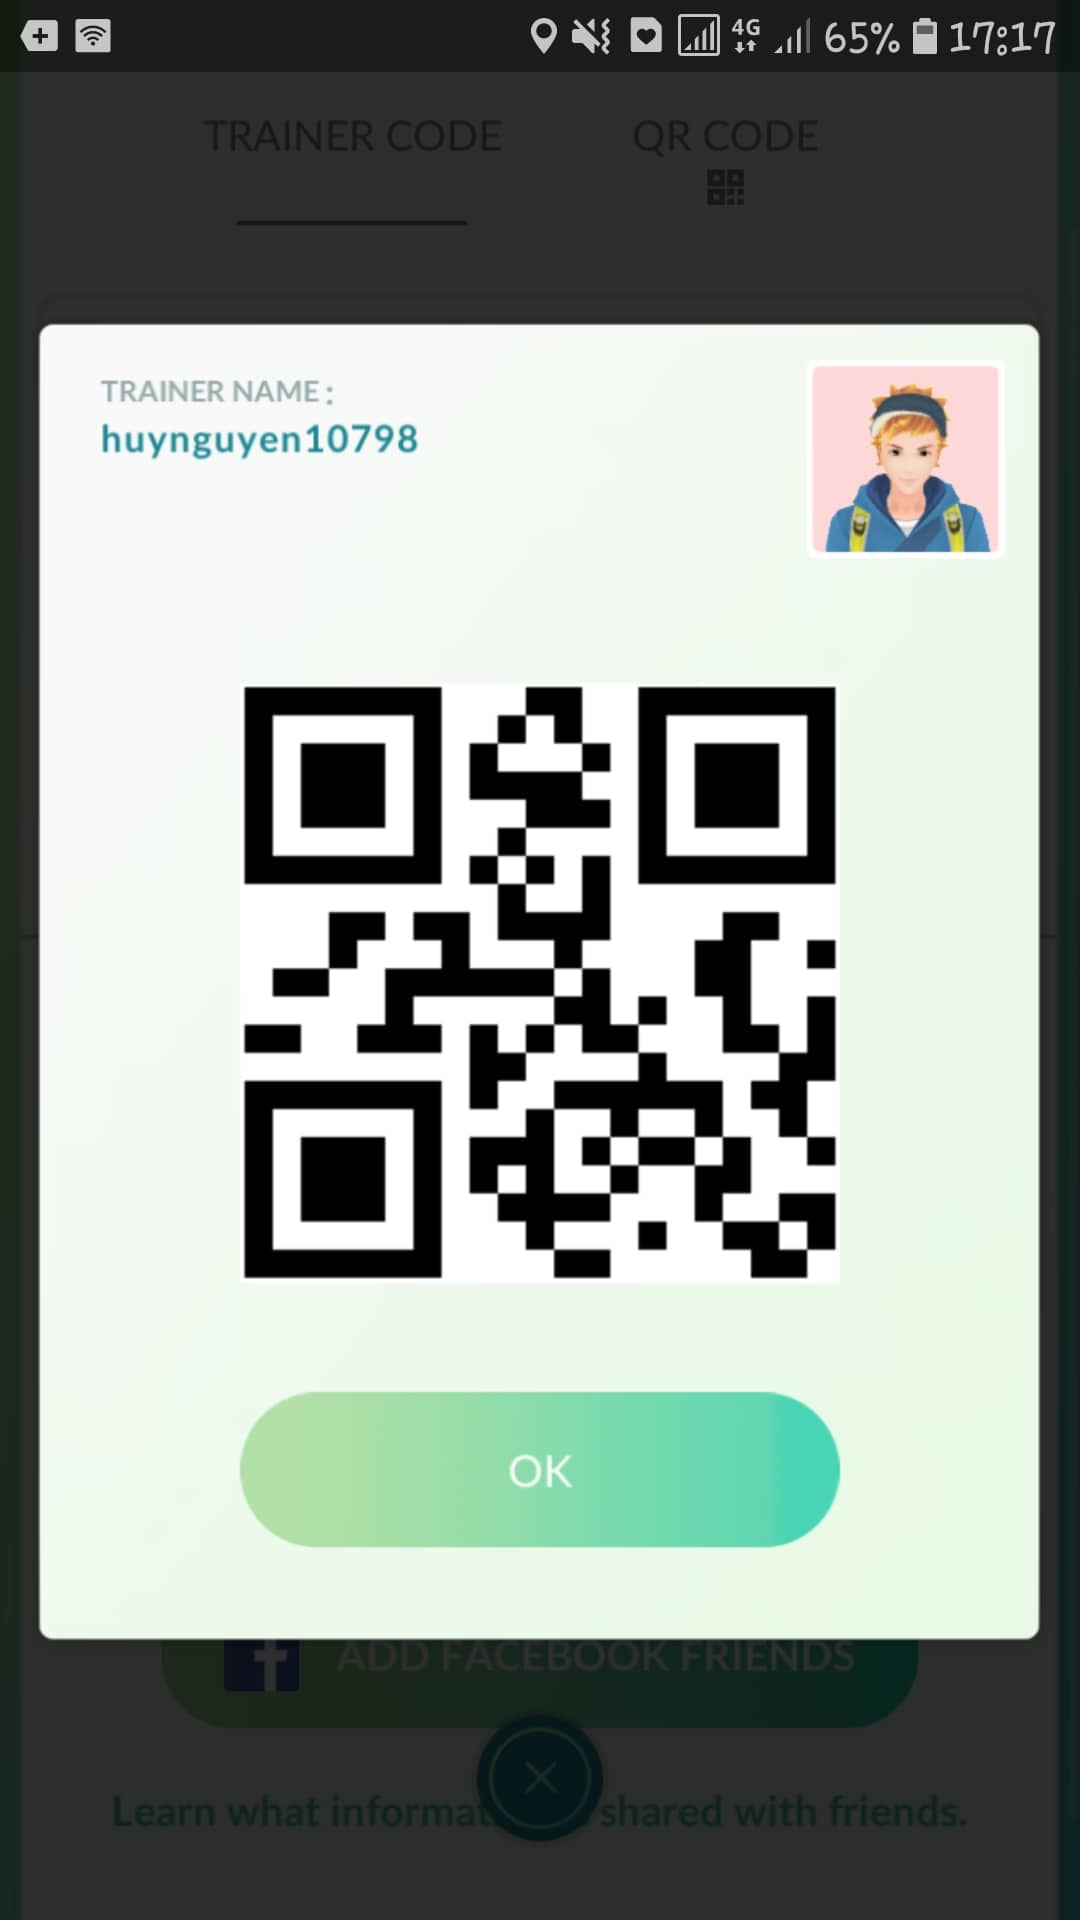 4G 65% 17:17
TRAINER CODE QR CODE
TRAINER NAME:
huynguyen10798
OK
ADD FACEBOOK FRIENDS
Learn what informat shared with friends.